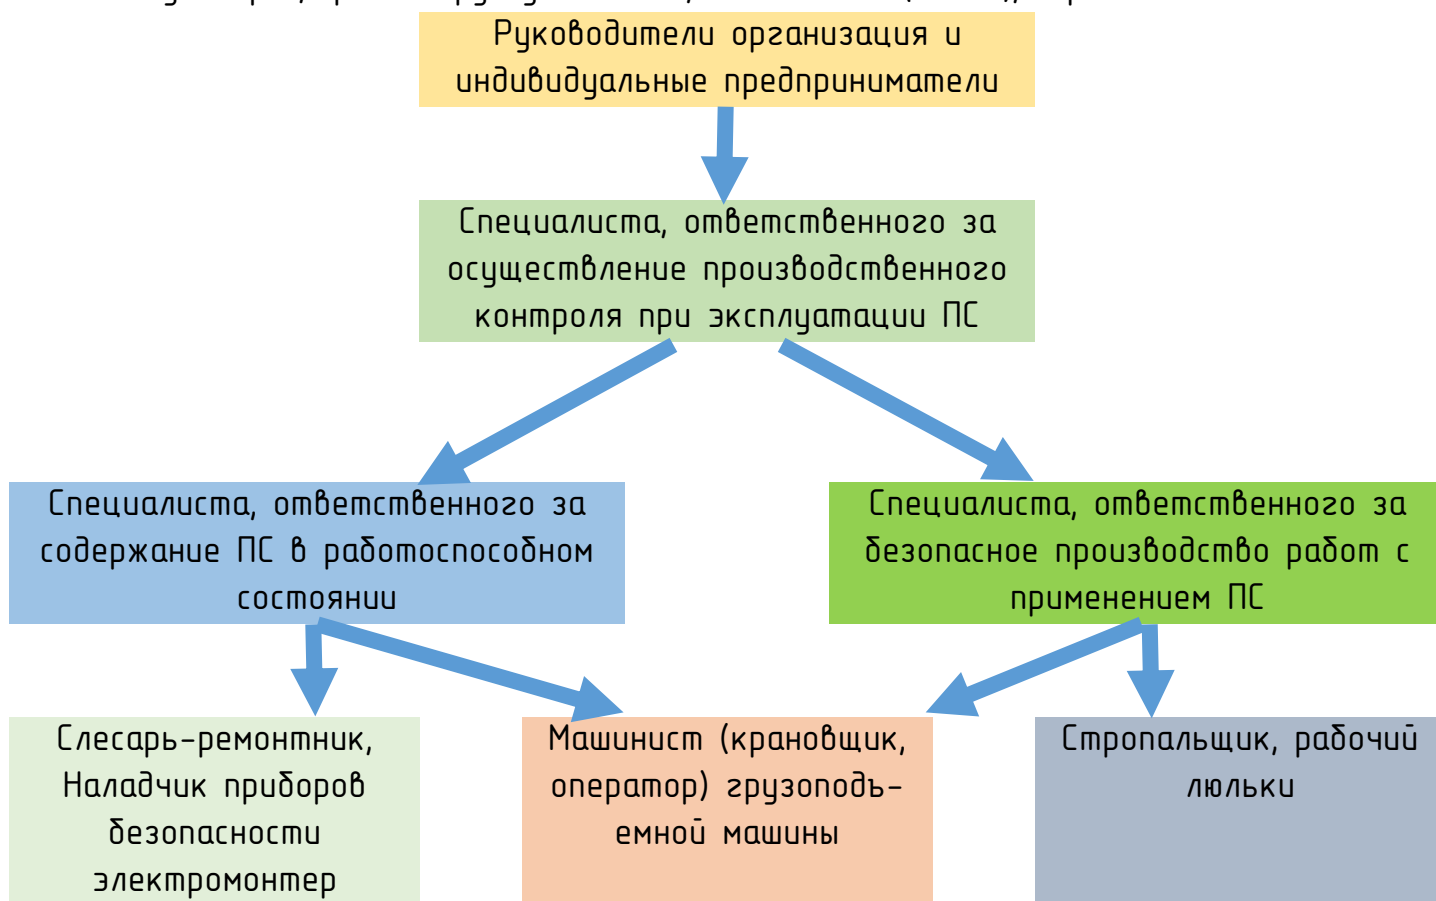 Руководители организация и
индивидуальные предприниматели
Специалиста, ответственного за
осуществление производственного
контроля при эксплуатации ПС
Специалиста, ответственного за
содержание ПС в работоспособном
состоянии
Специалиста, ответственного за
безопасное производство работ с
применением ПС
Слесарь-ремонтник,
Наладчик приборов
безопасности
электромонтер
Машинист (крановщик,
оператор) грузоподъ-
емной машины
Стропальщик, рабочий
люльки